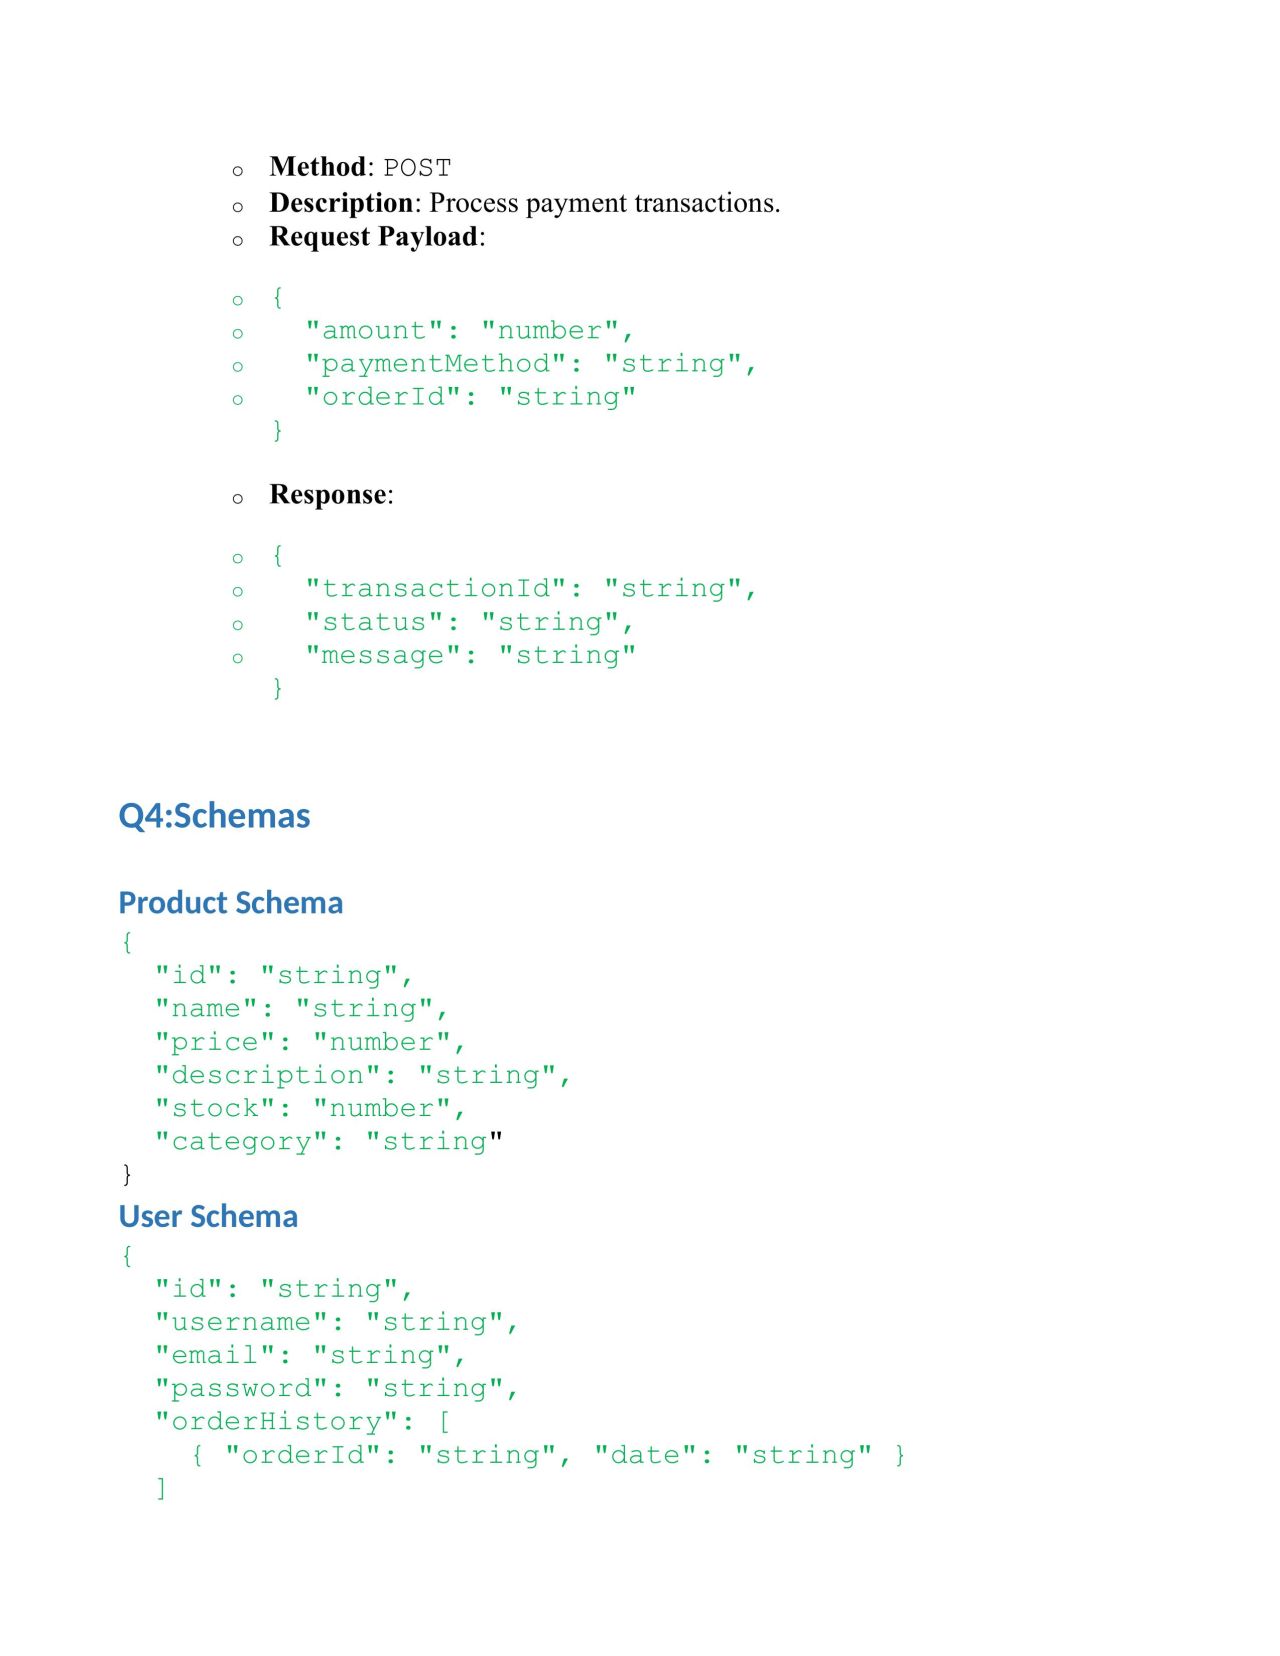 ○ Method: POST
○ Description: Process payment transactions.
○ Request Payload:
○ {
○   "amount": "number",
○   "paymentMethod": "string",
○   "orderId": "string"
}
○ Response:
○ {
○   "transactionId": "string",
○   "status": "string",
○   "message": "string"
}
Q4:Schemas
Product Schema
{
  "id": "string",
  "name": "string",
  "price": "number",
  "description": "string",
  "stock": "number",
  "category": "string"
}
User Schema
{
  "id": "string",
  "username": "string",
  "email": "string",
  "password": "string",
  "orderHistory": [
    { "orderId": "string", "date": "string" }
  ]